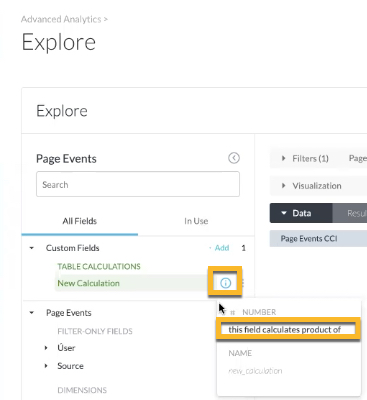 Advanced Analytics >
Explore
Explore
Page Events
Search
All Fields
In Use
Custom Fields
+ Add 1
TABLE CALCULATIONS
New Calculation
Page Events
FILTER-ONLY FIELDS
User
Source
DIMENSIONS
Filters (1) Page
Visualization
Data Resul
Page Events CCI
# NUMBER
this field calculates product of
NAME
new_calculation